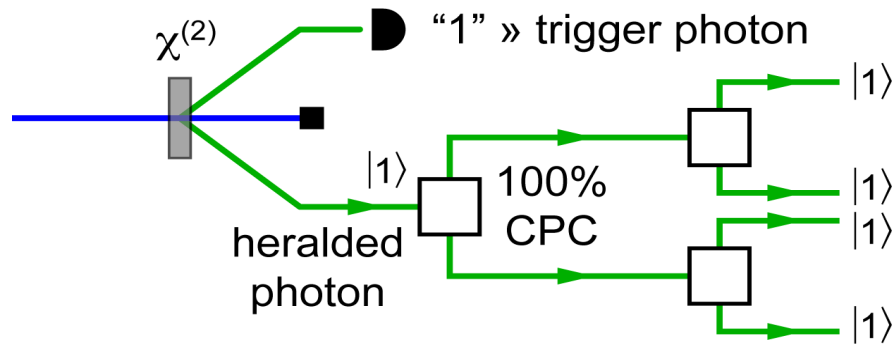 χ(2)
“1” » trigger photon
|1⟩
|1⟩
100%
CPC
|1⟩
|1⟩
heralded
photon
|1⟩